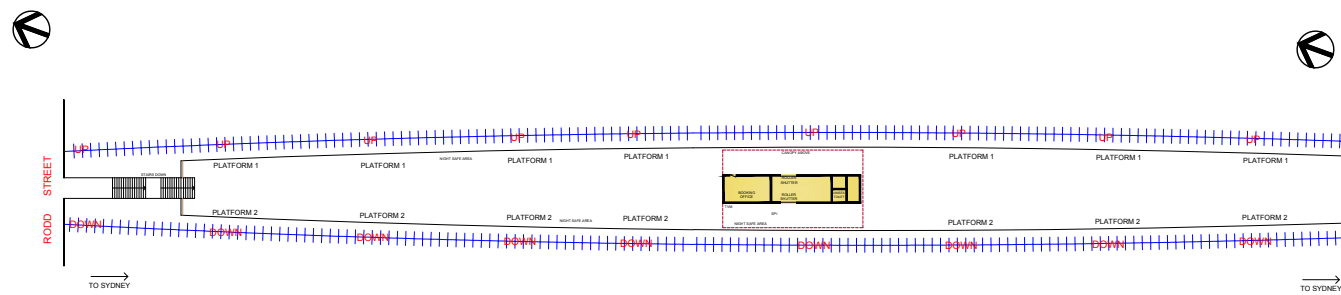 UP UP UP UP UP UP UP UP UP
PLATFORM 1 PLATFORM 1 PLATFORM 1 PLATFORM 1 PLATFORM 1 PLATFORM 1 PLATFORM 1
NIGHT SAFE AREA
CANOPY ABOVE
STAIRS DOWN
RODD STREET
ROLLER
SHUTTER
BOOKING
OFFICE
ROLLER
SHUTTER
TOILET
TVM
SPI
NIGHT SAFE AREA
NIGHT SAFE AREA
PLATFORM 2 PLATFORM 2 PLATFORM 2 PLATFORM 2 PLATFORM 2 PLATFORM 2 PLATFORM 2
DOWN DOWN DOWN DOWN DOWN DOWN DOWN DOWN DOWN
TO SYDNEY
TO SYDNEY